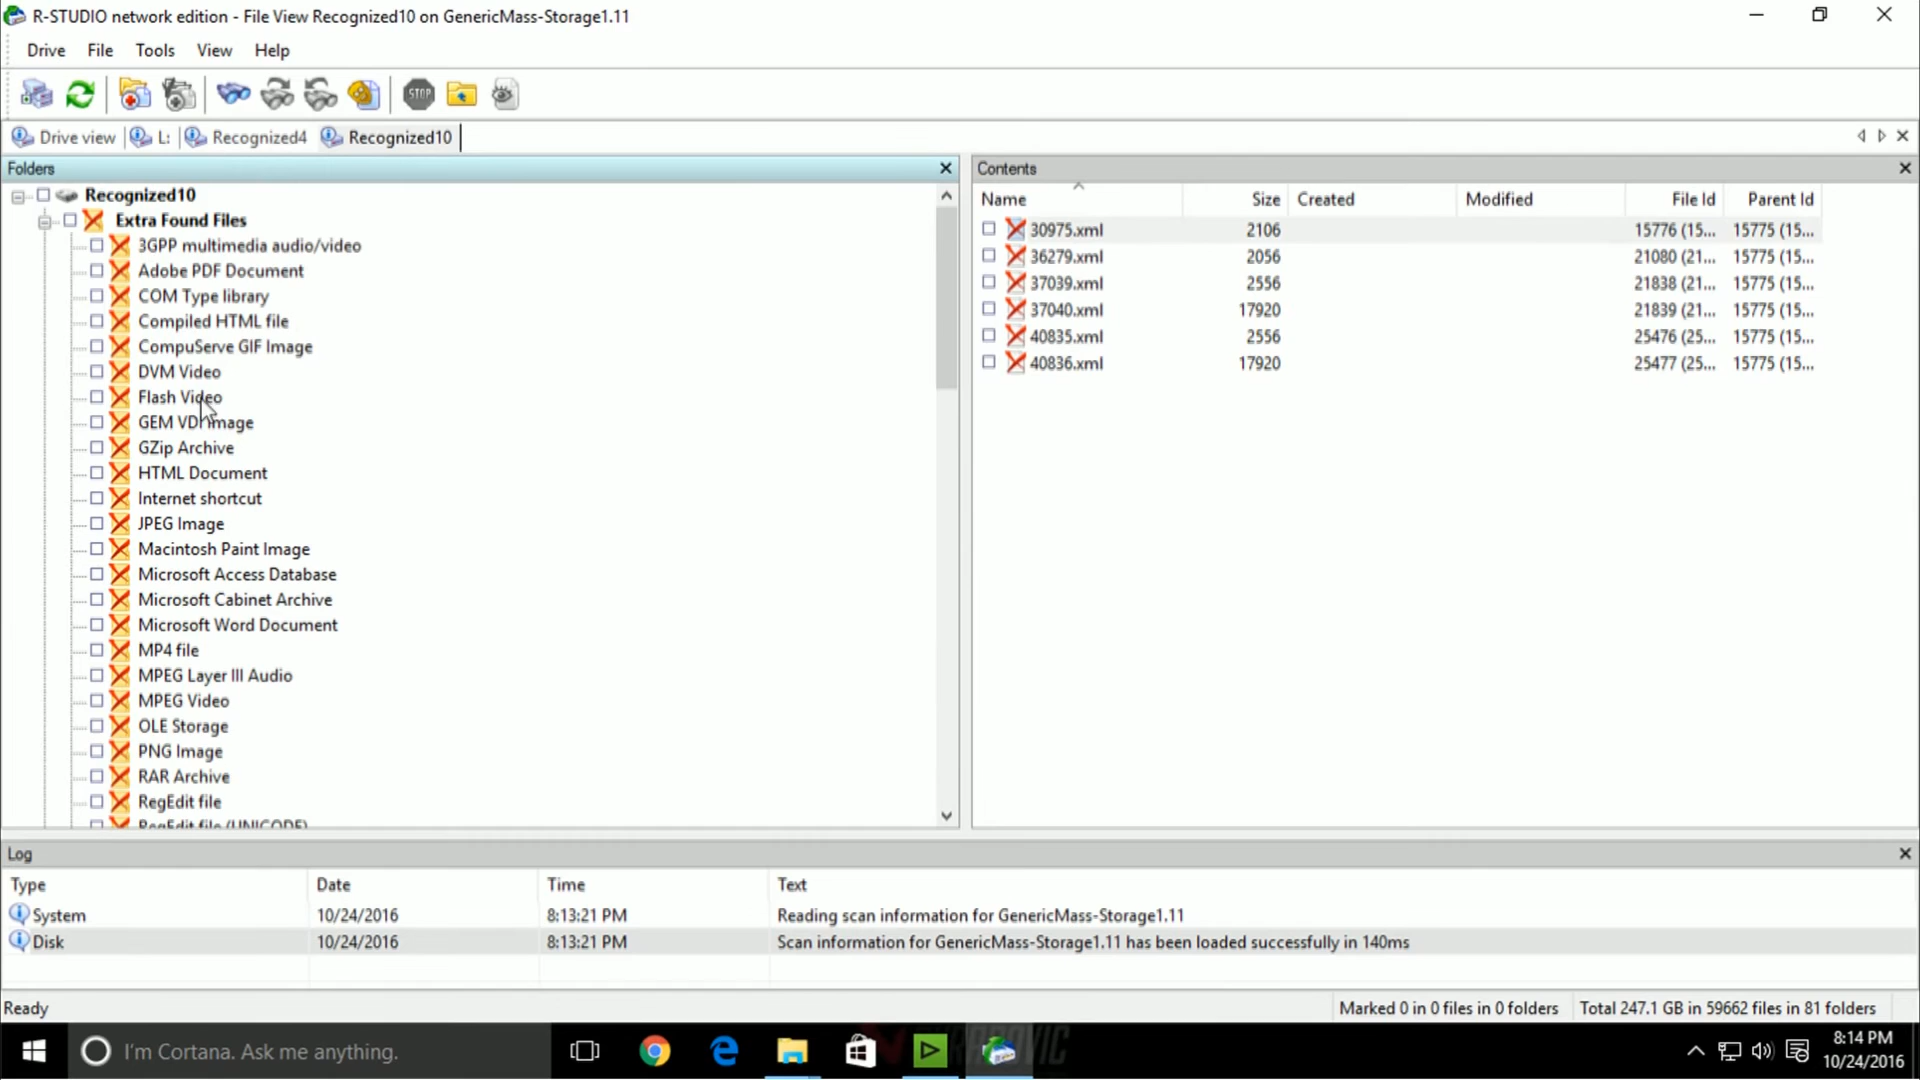 R-STUDIO network edition - File View Recognized10 on GenericMass-Storage1.11
Drive File Tools View Help
STOP
Drive view L: Recognized4 Recognized10
Folders
Recognized10
Extra Found Files
3GPP multimedia audio/video
Adobe PDF Document
COM Type library
Compiled HTML file
CompuServe GIF Image
DVM Video
Flash Video
GEM VDI Image
GZip Archive
HTML Document
Internet shortcut
JPEG Image
Macintosh Paint Image
Microsoft Access Database
Microsoft Cabinet Archive
Microsoft Word Document
MP4 file
MPEG Layer III Audio
MPEG Video
OLE Storage
PNG Image
RAR Archive
RegEdit file
RegEdit file (UNICODE)
Contents
Name Size Created Modified File Id Parent Id
30975.xml 2106 15776 (15... 15775 (15...
36279.xml 2056 21080 (21... 15775 (15...
37039.xml 2556 21838 (21... 15775 (15...
37040.xml 17920 21839 (21... 15775 (15...
40835.xml 2556 25476 (25... 15775 (15...
40836.xml 17920 25477 (25... 15775 (15...
Log
Type Date Time Text
System 10/24/2016 8:13:21 PM Reading scan information for GenericMass-Storage1.11
Disk 10/24/2016 8:13:21 PM Scan information for GenericMass-Storage1.11 has been loaded successfully in 140ms
Ready Marked 0 in 0 files in 0 folders Total 247.1 GB in 59662 files in 81 folders
I'm Cortana. Ask me anything.
8:14 PM
10/24/2016